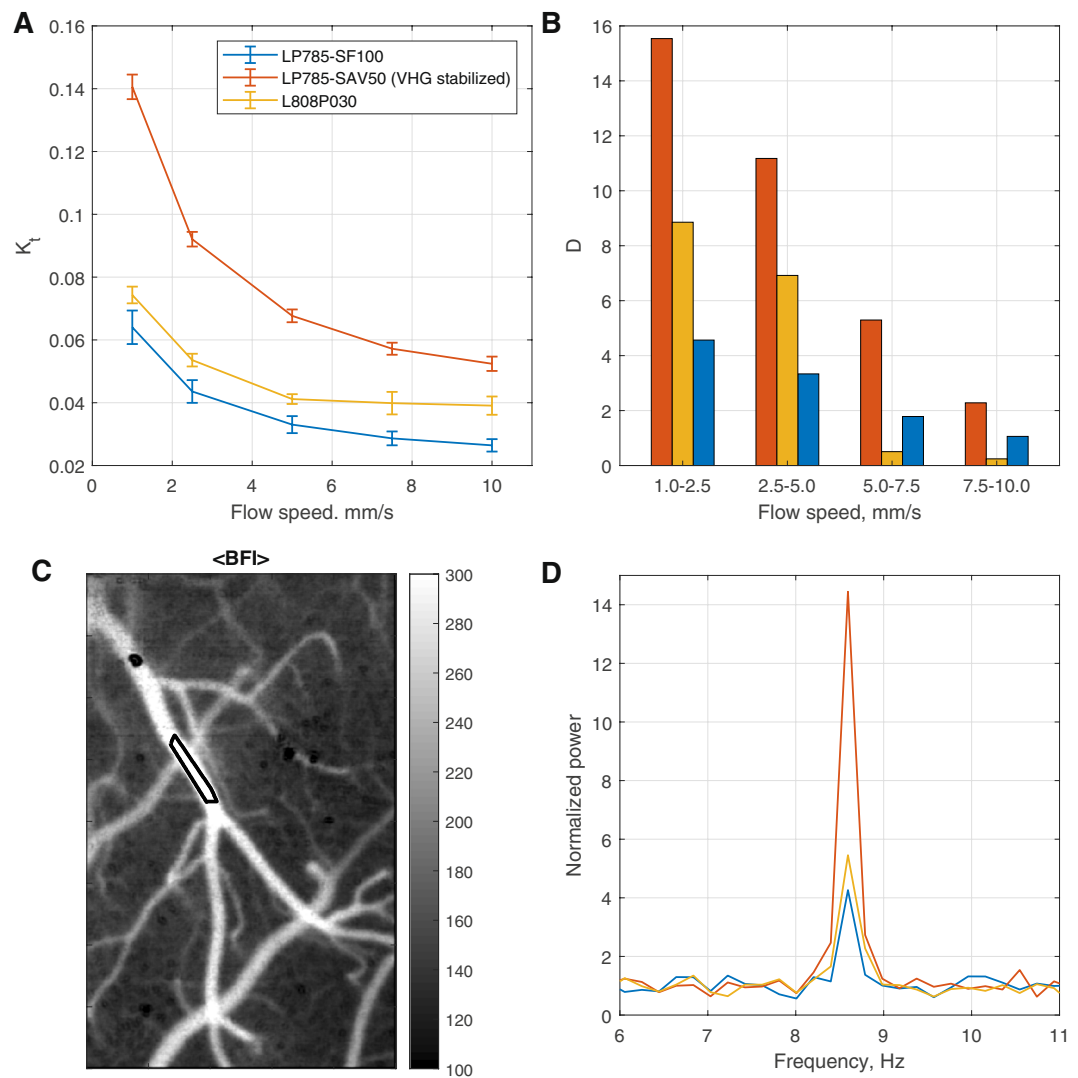 A
0.16
0.14
0.12
0.1
0.08
0.06
0.04
0.02
K_t
0 2 4 6 8 10
Flow speed. mm/s
LP785-SF100
LP785-SAV50 (VHG stabilized)
L808P030
B
16
14
12
10
8
6
4
2
0
D
1.0-2.5 2.5-5.0 5.0-7.5 7.5-10.0
Flow speed, mm/s
C
<BFI>
300
280
260
240
220
200
180
160
140
120
100
D
14
12
10
8
6
4
2
0
Normalized power
6 7 8 9 10 11
Frequency, Hz